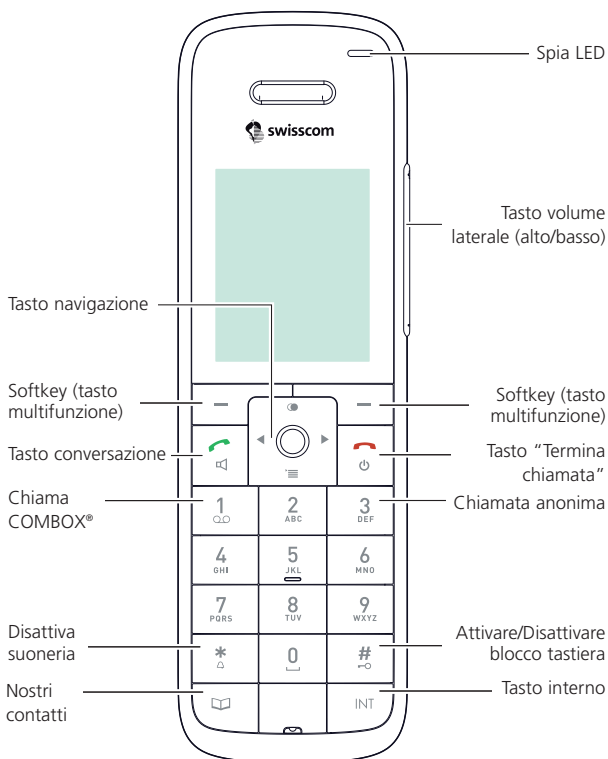 Spia LED
swisscom
Tasto volume
laterale (alto/basso)
Tasto navigazione
Softkey (tasto
multifunzione)
Softkey (tasto
multifunzione)
Tasto conversazione
Tasto “Termina
chiamata”
Chiama
COMBOX®
1
2
ABC
3
DEF
Chiamata anonima
4
GHI
5
JKL
6
MNO
7
PQRS
8
TUV
9
WXYZ
Disattiva
suoneria
*
0
#
Attivare/Disattivare
blocco tastiera
Nostri
contatti
INT
Tasto interno